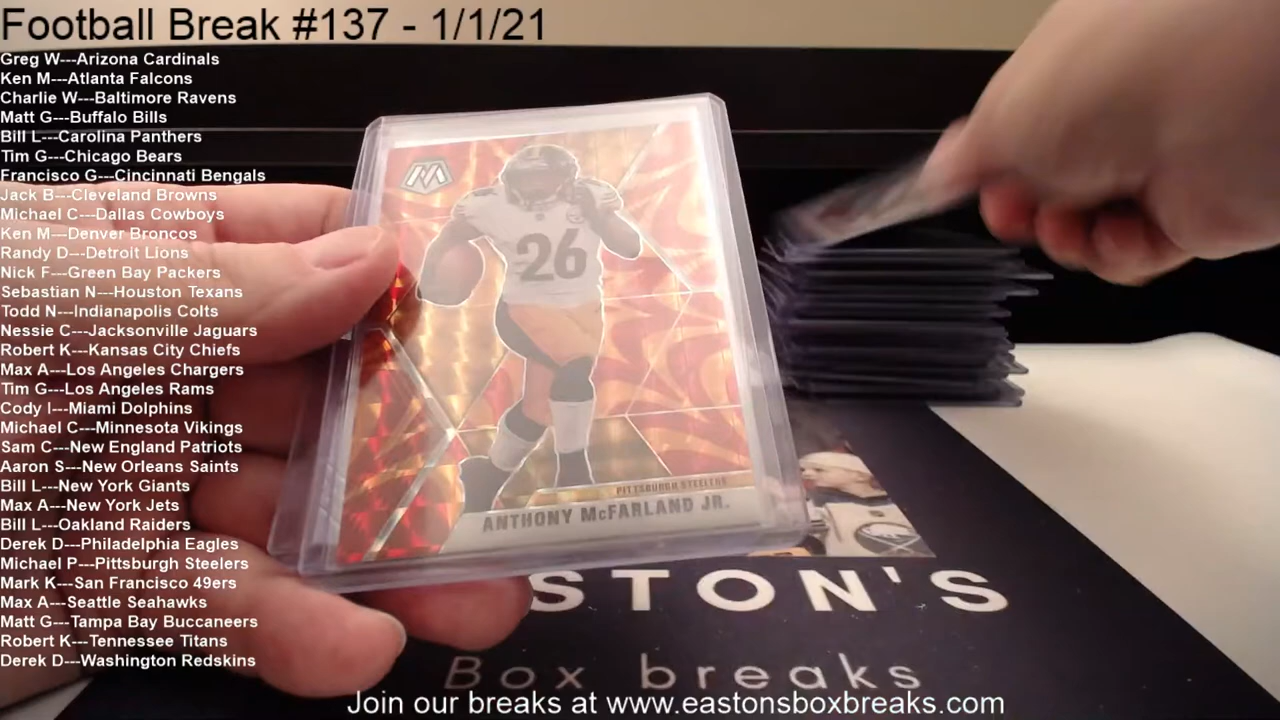 Football Break #137 - 1/1/21
Greg W---Arizona Cardinals
Ken M---Atlanta Falcons
Charlie W---Baltimore Ravens
Matt G---Buffalo Bills
Bill L---Carolina Panthers
Tim G---Chicago Bears
Francisco G---Cincinnati Bengals
Jack B---Cleveland Browns
Michael C---Dallas Cowboys
Ken M---Denver Broncos
Randy D---Detroit Lions
Nick F---Green Bay Packers
Sebastian N---Houston Texans
Todd N---Indianapolis Colts
Nessie C---Jacksonville Jaguars
Robert K---Kansas City Chiefs
Max A---Los Angeles Chargers
Tim G---Los Angeles Rams
Cody I---Miami Dolphins
Michael C---Minnesota Vikings
Sam C---New England Patriots
Aaron S---New Orleans Saints
Bill L---New York Giants
Max A---New York Jets
Bill L---Oakland Raiders
Derek D---Philadelphia Eagles
Michael P---Pittsburgh Steelers
Mark K---San Francisco 49ers
Max A---Seattle Seahawks
Matt G---Tampa Bay Buccaneers
Robert K---Tennessee Titans
Derek D---Washington Redskins
26
PITTSBURGH STEELERS
ANTHONY McFARLAND JR.
STON'S
Box breaks
Join our breaks at www.eastonsboxbreaks.com